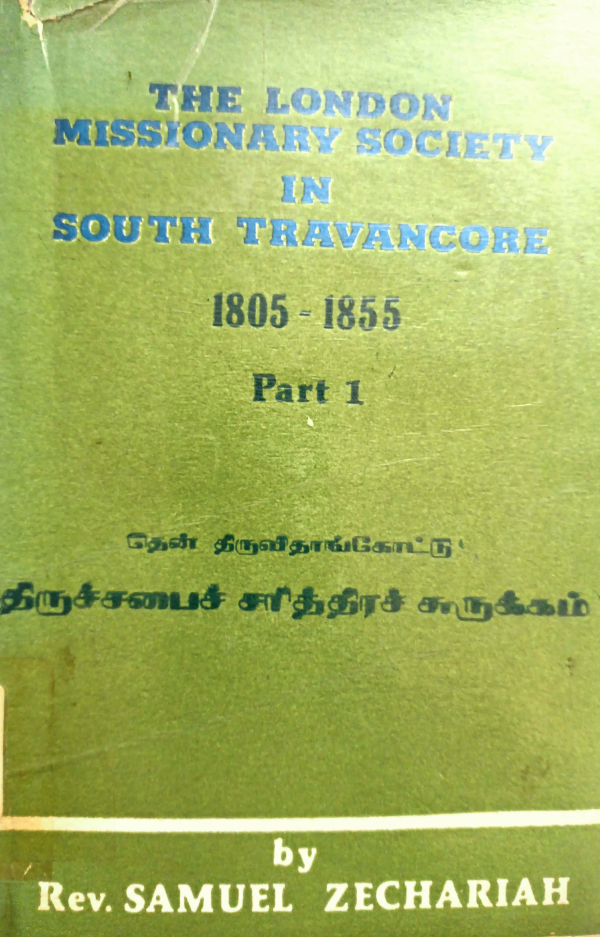 THE LONDON
MISSIONARY SOCIETY
IN
SOUTH TRAVANCORE
1805 - 1855
Part 1
தென் திருவிதாங்கோட்டு
திருச்சபைச் சரித்திரச் சுருக்கம்
by
Rev. SAMUEL ZECHARIAH